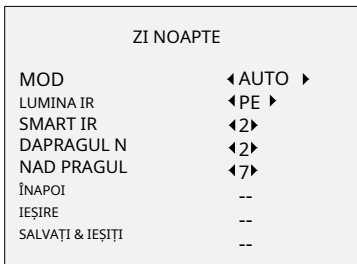 ZI NOAPTE
MOD AUTO
LUMINA IR PE
SMART IR 2
DAPRAGUL N 2
NAD PRAGUL 7
ÎNAPOI --
IEȘIRE --
SALVAȚI & IEȘIȚI --